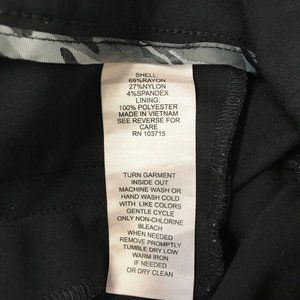 SHELL:
69%RAYON
27%NYLON
4%SPANDEX
LINING:
100% POLYESTER
MADE IN VIETNAM
SEE REVERSE FOR
CARE
RN 103715
TURN GARMENT
INSIDE OUT
MACHINE WASH OR
HAND WASH COLD
WITH LIKE COLORS
GENTLE CYCLE
ONLY NON-CLORINE
BLEACH
WHEN NEEDED
REMOVE PROMPTLY
TUMBLE DRY LOW
WARM IRON
IF NEEDED
OR DRY CLEAN